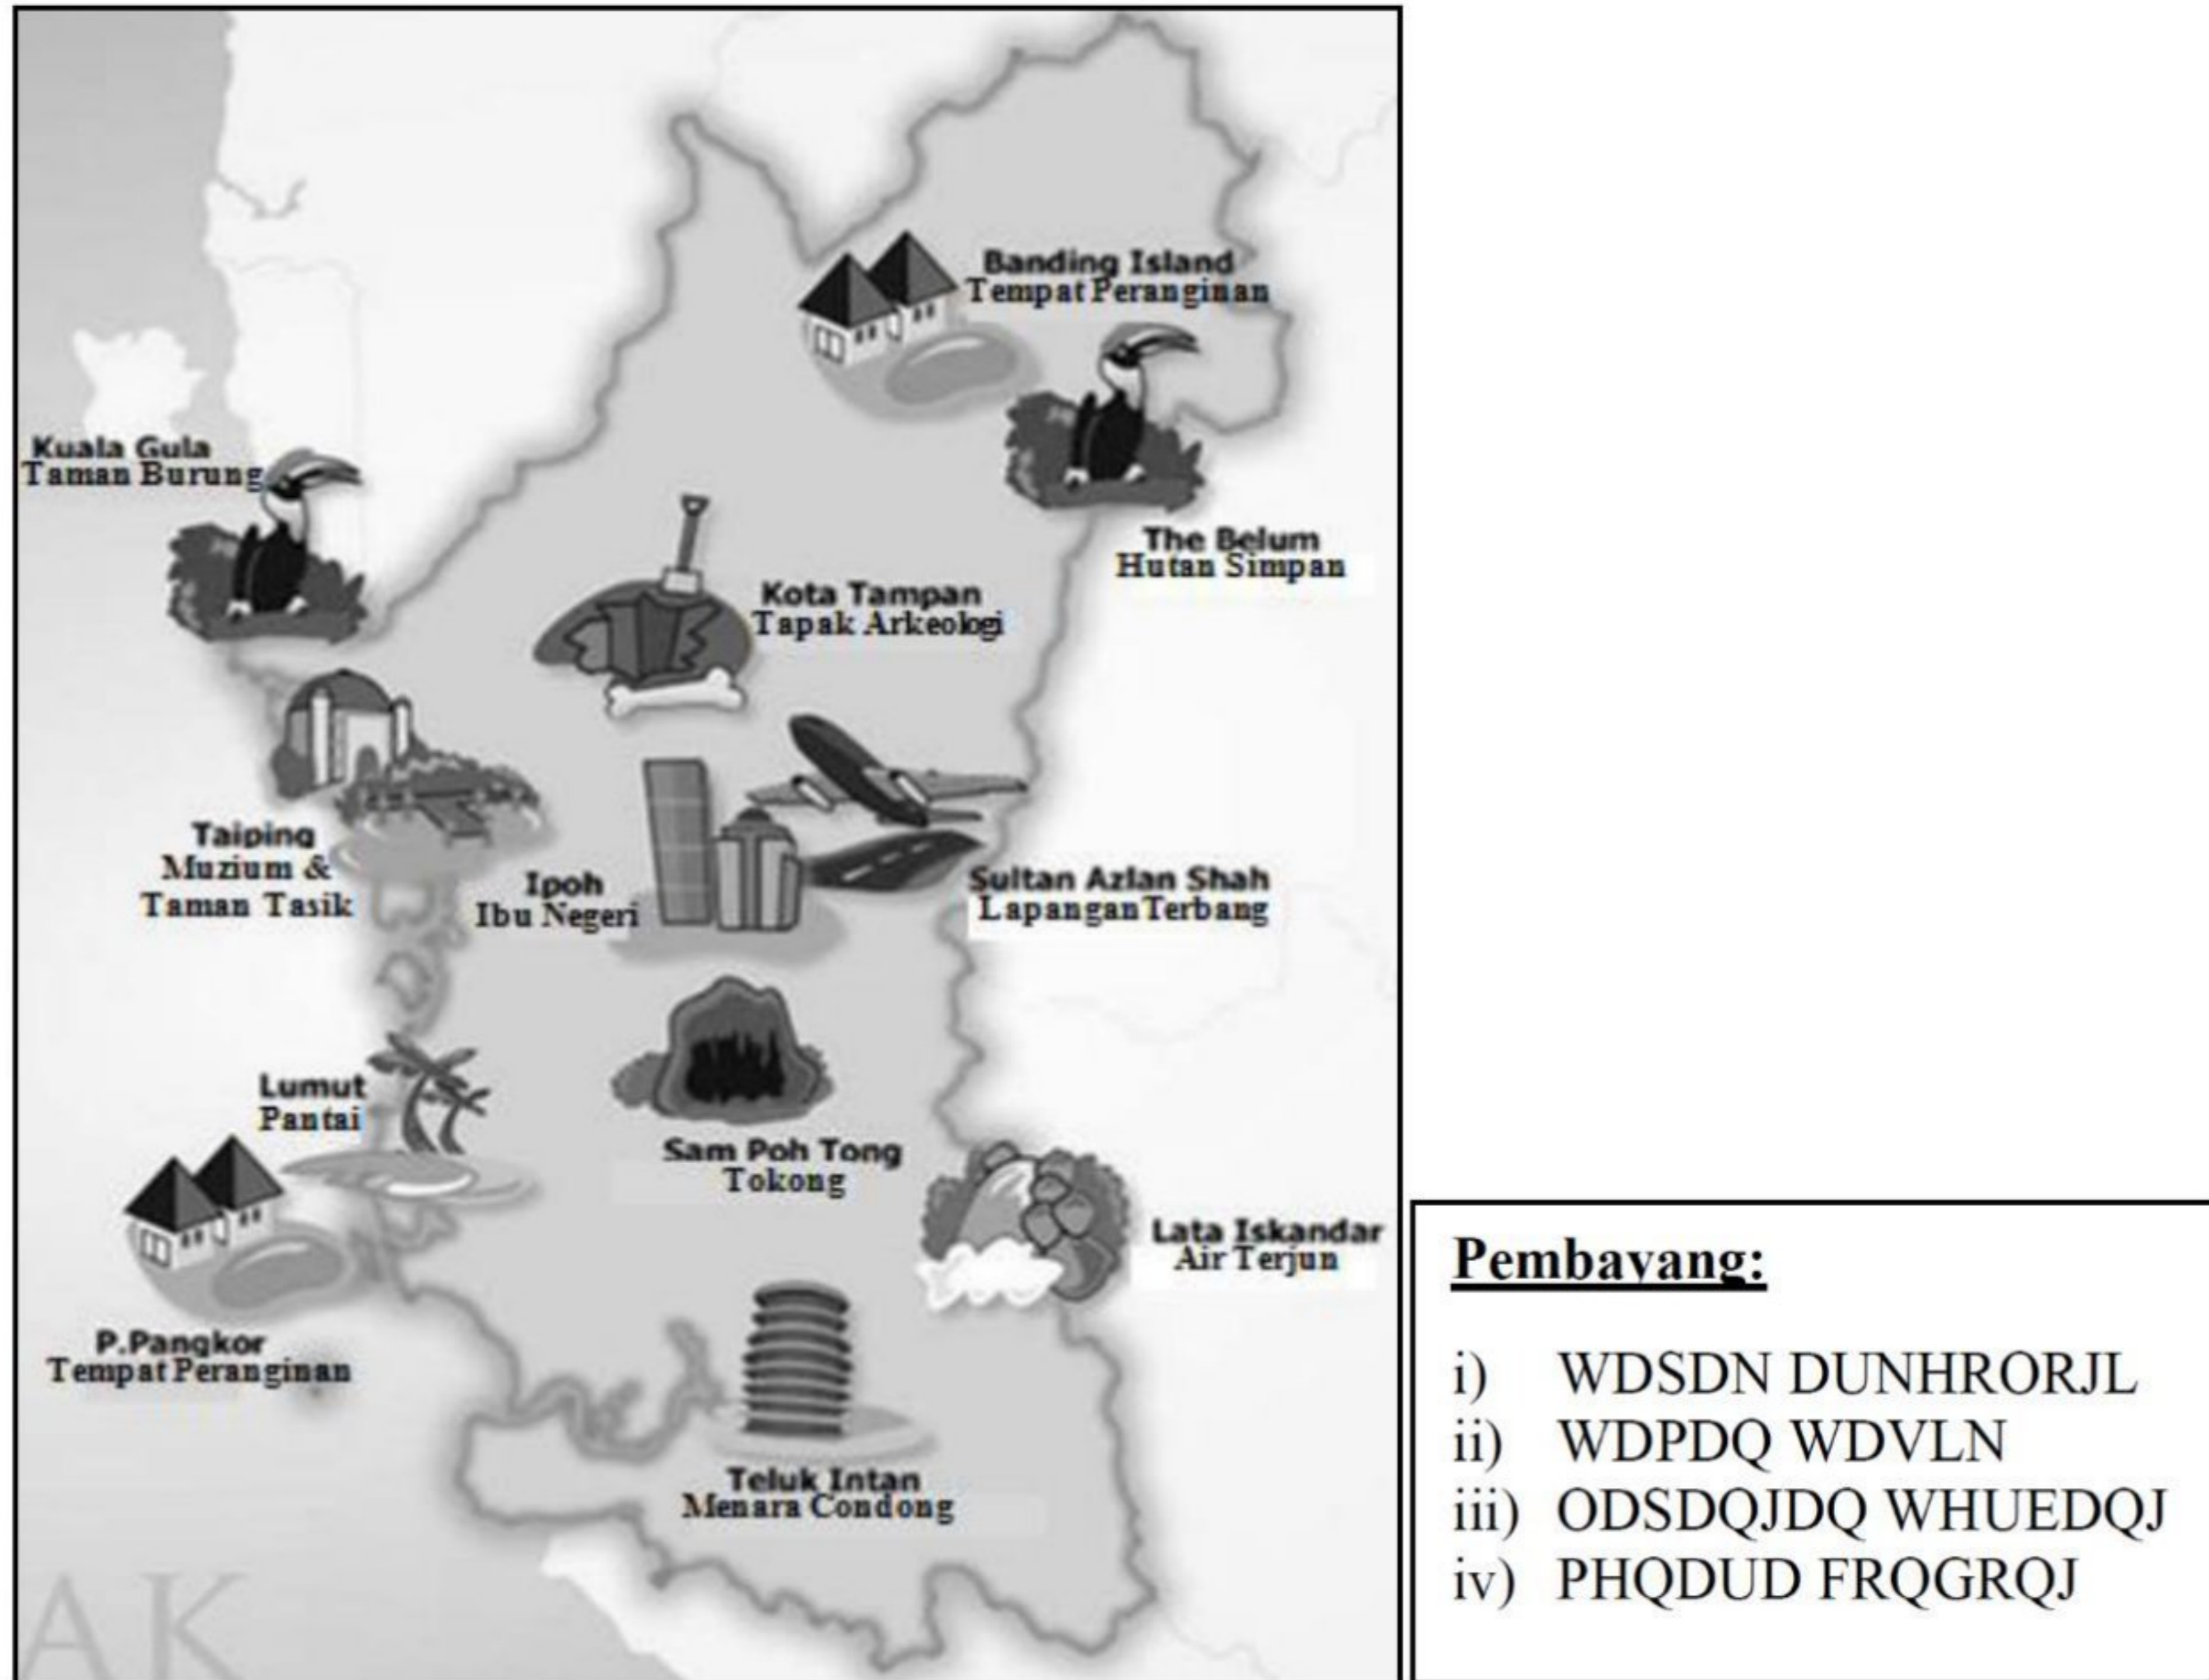 Banding Island
Tempat Peranginan
Kuala Gula
Taman Burung
The Belum
Hutan Simpan
Kota Tampan
Tapak Arkeologi
Taiping
Muzium &
Taman Tasik
Ipoh
Ibu Negeri
Sultan Azlan Shah
Lapangan Terbang
Lumut
Pantai
Sam Poh Tong
Tokong
Lata Iskandar
Air Terjun
P.Pangkor
Tempat Peranginan
Teluk Intan
Menara Condong
AK
Pembayang:
i) WDSDN DUNHRORJL
ii) WDPDQ WDVLN
iii) ODSDQJDQ WHUEDQJ
iv) PHQDUD FRQGRQJ